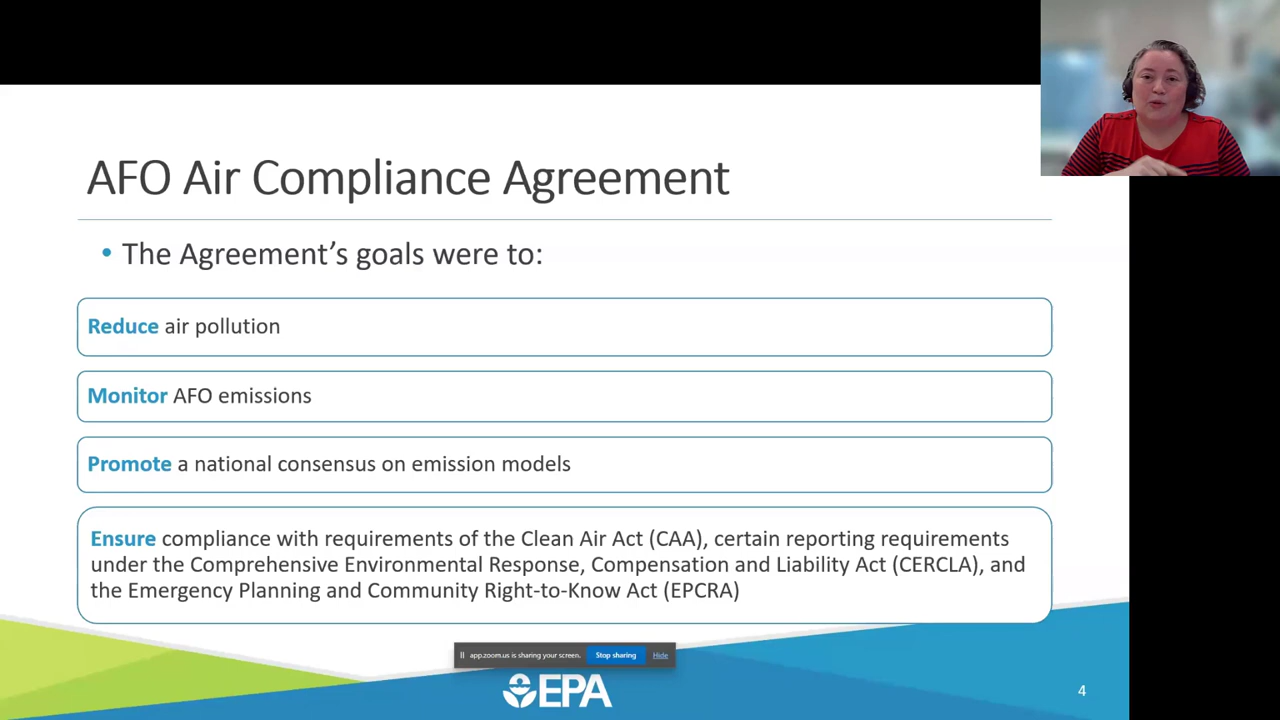 AFO Air Compliance Agreement
• The Agreement's goals were to:
Reduce air pollution
Monitor AFO emissions
Promote a national consensus on emission models
Ensure compliance with requirements of the Clean Air Act (CAA), certain reporting requirements
under the Comprehensive Environmental Response, Compensation and Liability Act (CERCLA), and
the Emergency Planning and Community Right-to-Know Act (EPCRA)
app.zoom.us is sharing your screen. Stop sharing Hide
EPA
4